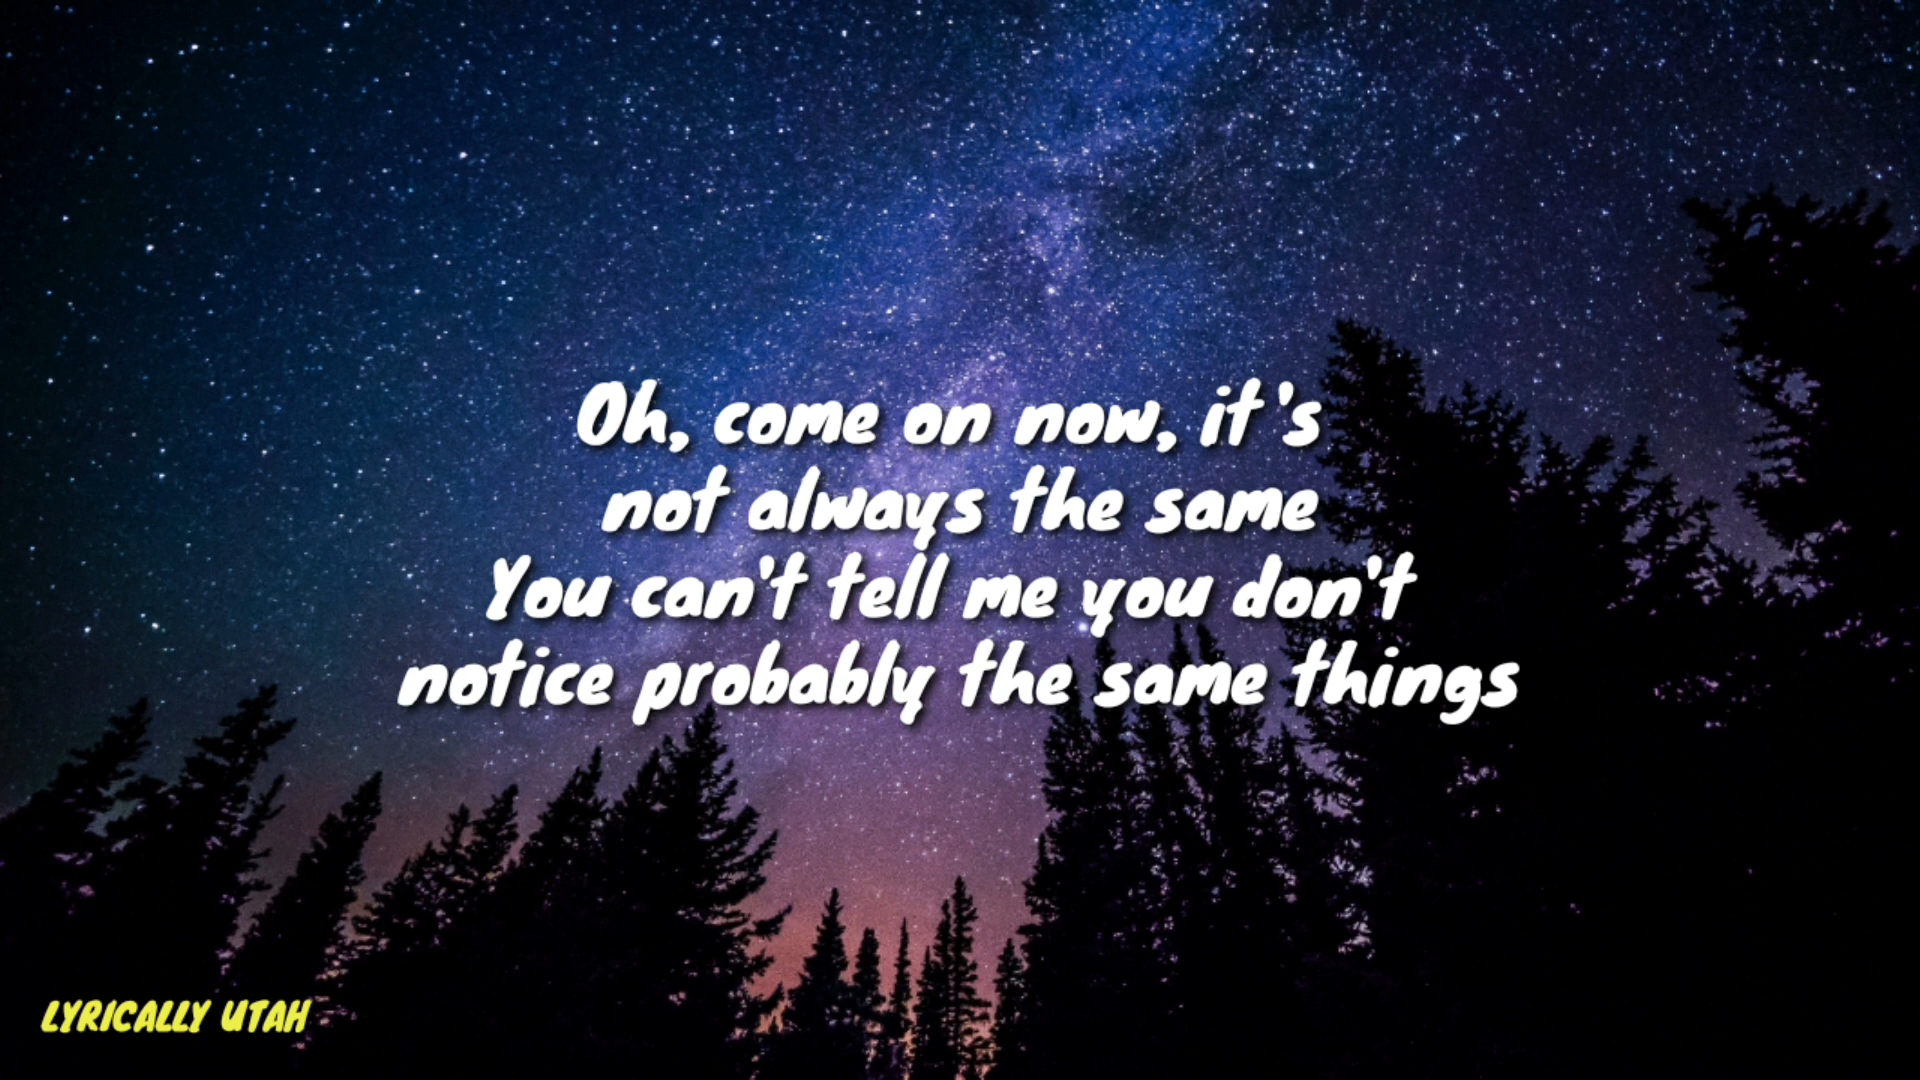 Oh, come on now, it's
not always the same
You can't tell me you don't
notice probably the same things
LYRICALLY UTAH